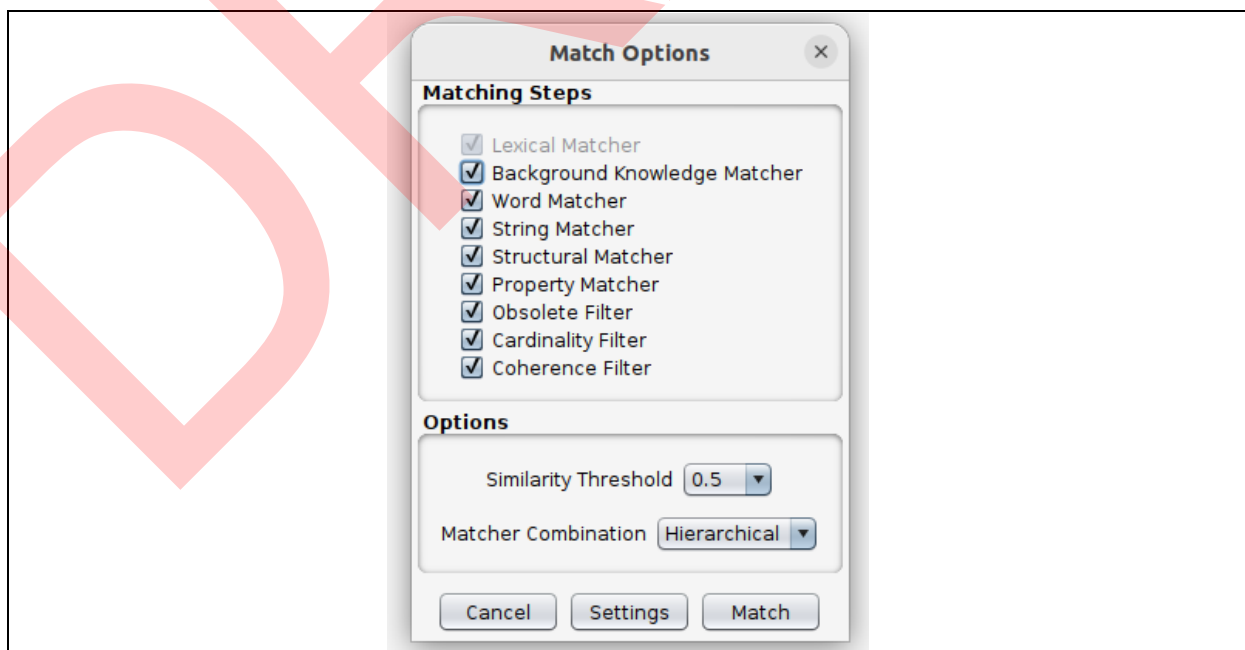 Match Options
Matching Steps
Lexical Matcher
Background Knowledge Matcher
Word Matcher
String Matcher
Structural Matcher
Property Matcher
Obsolete Filter
Cardinality Filter
Coherence Filter
Options
Similarity Threshold 0.5
Matcher Combination Hierarchical
Cancel Settings Match